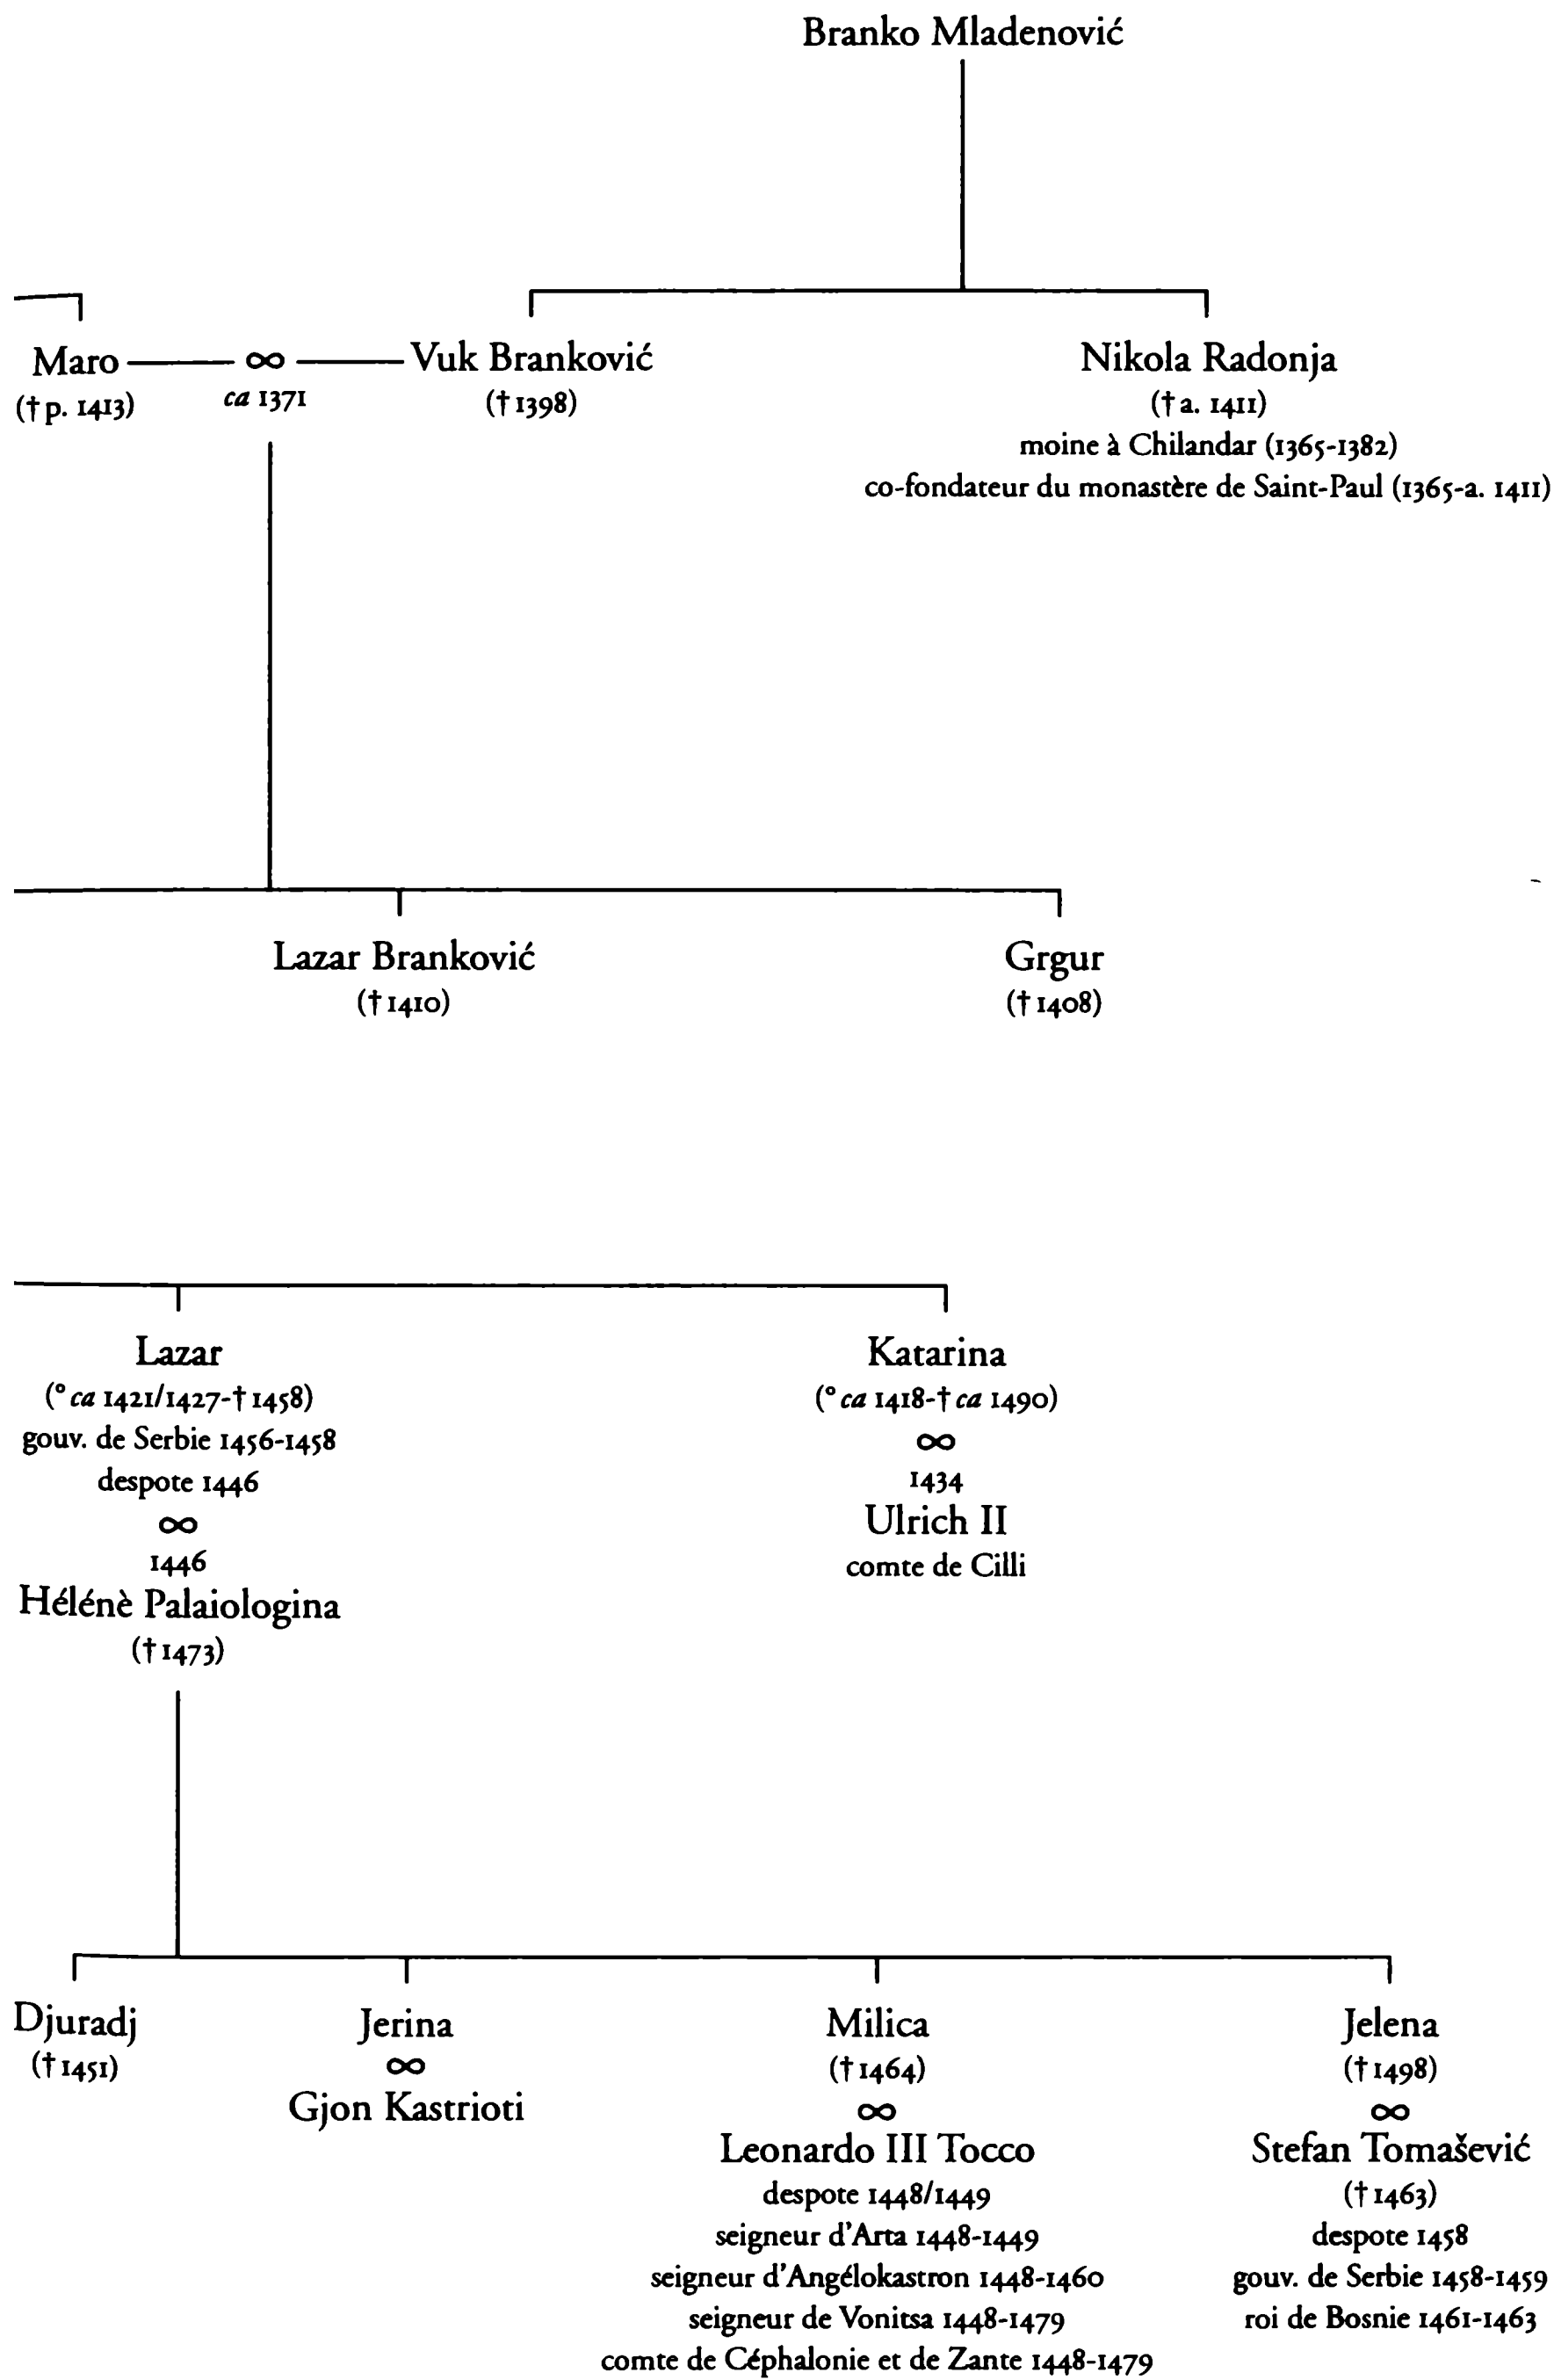 Branko Mladenović
Maro ∞ Vuk Branković
(† p. 1413) ca 1371 († 1398)
Nikola Radonja
(† a. 1411)
moine à Chilandar (1365-1382)
co-fondateur du monastère de Saint-Paul (1365-a. 1411)
Lazar Branković
(† 1410)
Grgur
(† 1408)
Lazar
(° ca 1421/1427-† 1458)
gouv. de Serbie 1456-1458
despote 1446
∞
1446
Hélénè Palaiologina
(† 1473)
Katarina
(° ca 1418-† ca 1490)
∞
1434
Ulrich II
comte de Cilli
Djuradj
(† 1451)
Jerina
∞
Gjon Kastrioti
Milica
(† 1464)
∞
Leonardo III Tocco
despote 1448/1449
seigneur d'Arta 1448-1449
seigneur d'Angélokastron 1448-1460
seigneur de Vonitsa 1448-1479
comte de Céphalonie et de Zante 1448-1479
Jelena
(† 1498)
∞
Stefan Tomašević
(† 1463)
despote 1458
gouv. de Serbie 1458-1459
roi de Bosnie 1461-1463